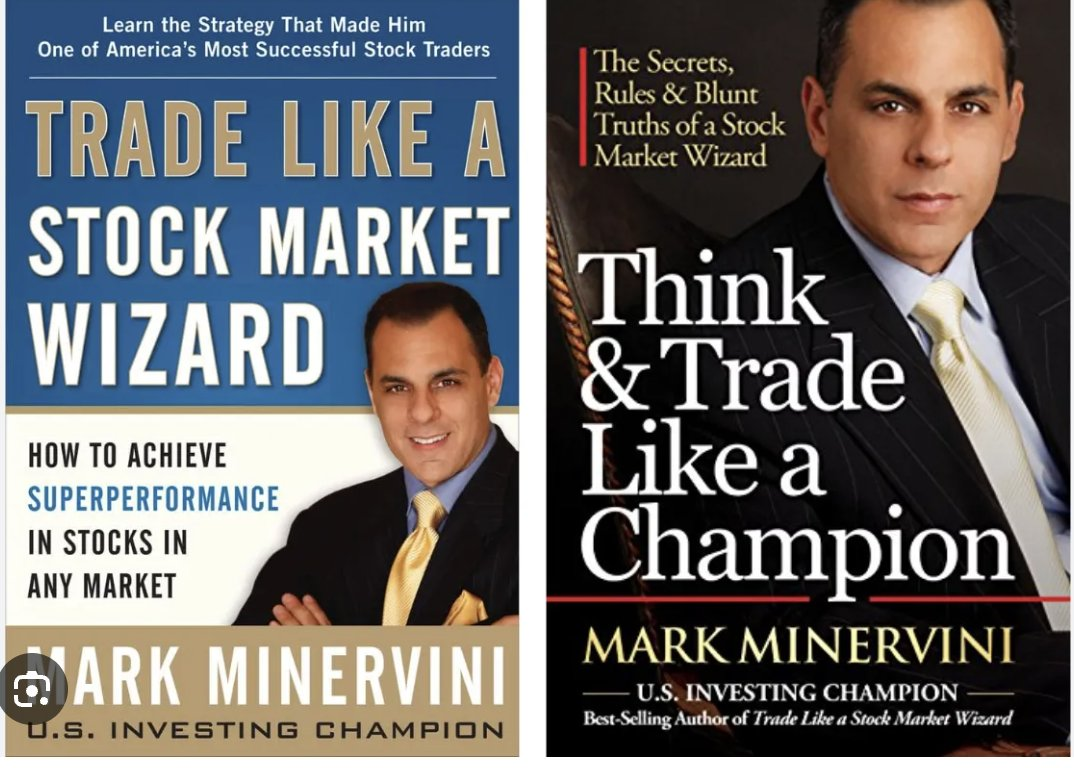 Learn the Strategy That Made Him
One of America's Most Successful Stock Traders
TRADE LIKE A
STOCK MARKET
WIZARD
HOW TO ACHIEVE
SUPERPERFORMANCE
IN STOCKS IN
ANY MARKET
MARK MINERVINI
U.S. INVESTING CHAMPION
The Secrets,
Rules & Blunt
Truths of a Stock
Market Wizard
Think
& Trade
Like a
Champion
MARK MINERVINI
U.S. INVESTING CHAMPION
Best-Selling Author of Trade Like a Stock Market Wizard